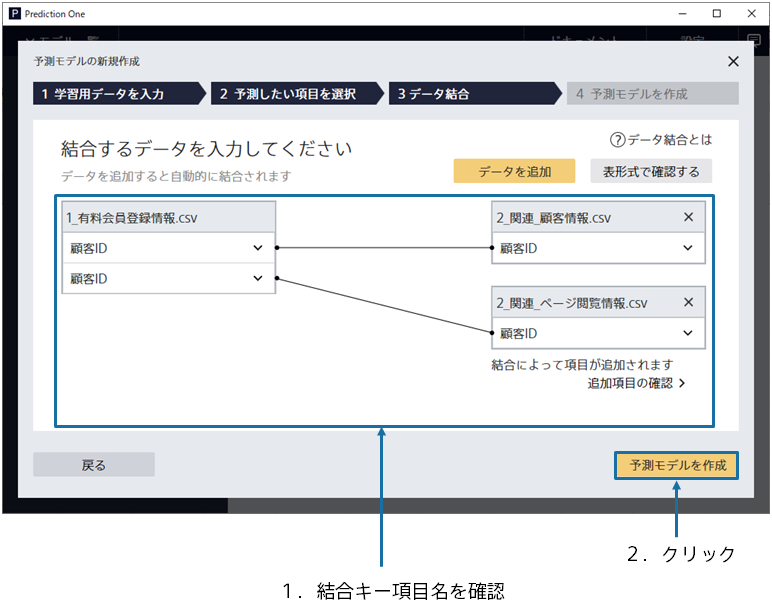 Prediction One
予測モデルの新規作成
1 学習用データを入力
2 予測したい項目を選択
3 データ結合
4 予測モデルを作成
結合するデータを入力してください
データを追加すると自動的に結合されます
? データ結合とは
データを追加
表形式で確認する
1_有料会員登録情報.csv
顧客ID
顧客ID
2_関連_顧客情報.csv
顧客ID
2_関連_ページ閲覧情報.csv
顧客ID
結合によって項目が追加されます
追加項目の確認
戻る
予測モデルを作成
2．クリック
1．結合キー項目名を確認